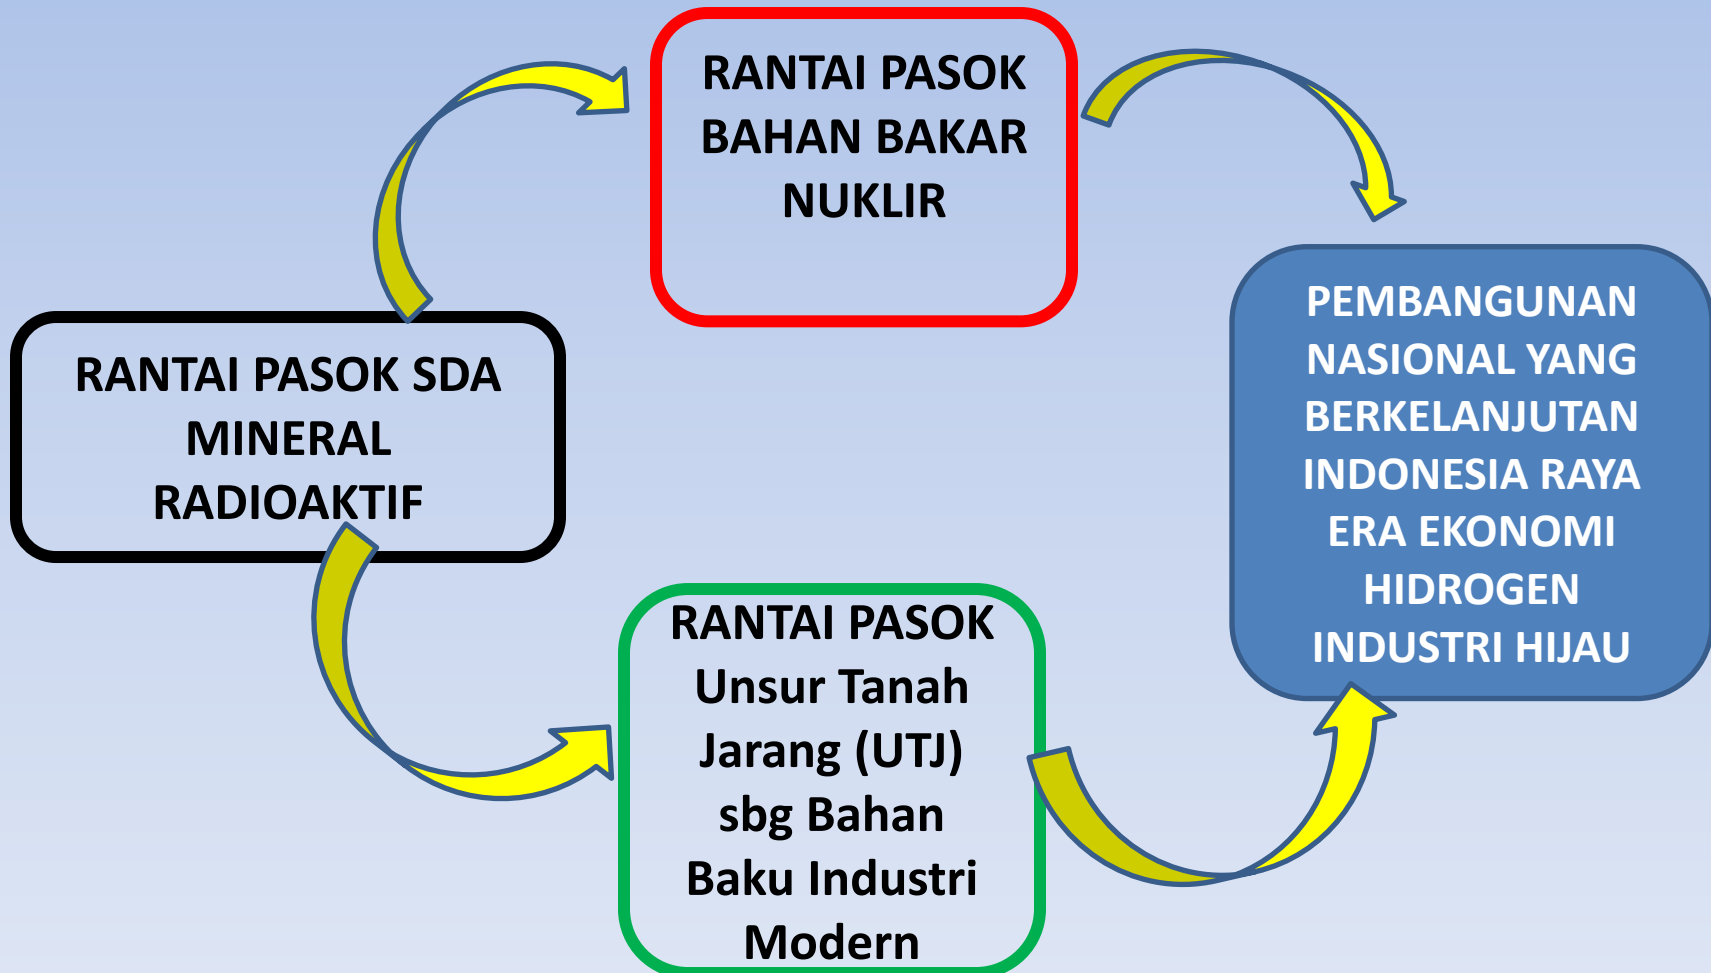 RANTAI PASOK
BAHAN BAKAR
NUKLIR
RANTAI PASOK SDA
MINERAL
RADIOAKTIF
PEMBANGUNAN
NASIONAL YANG
BERKELANJUTAN
INDONESIA RAYA
ERA EKONOMI
HIDROGEN
INDUSTRI HIJAU
RANTAI PASOK
Unsur Tanah
Jarang (UTJ)
sbg Bahan
Baku Industri
Modern